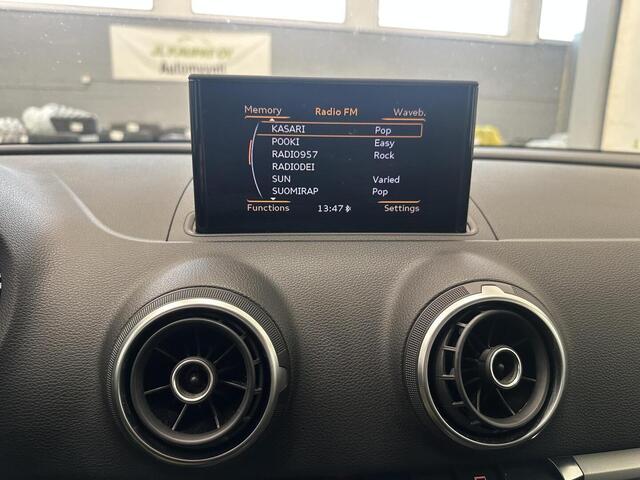 Automyynti
Memory Radio FM Waveb.
KASARI Pop
POOKI Easy
RADIO957 Rock
RADIODEI
SUN Varied
SUOMIRAP Pop
Functions 13:47 Settings